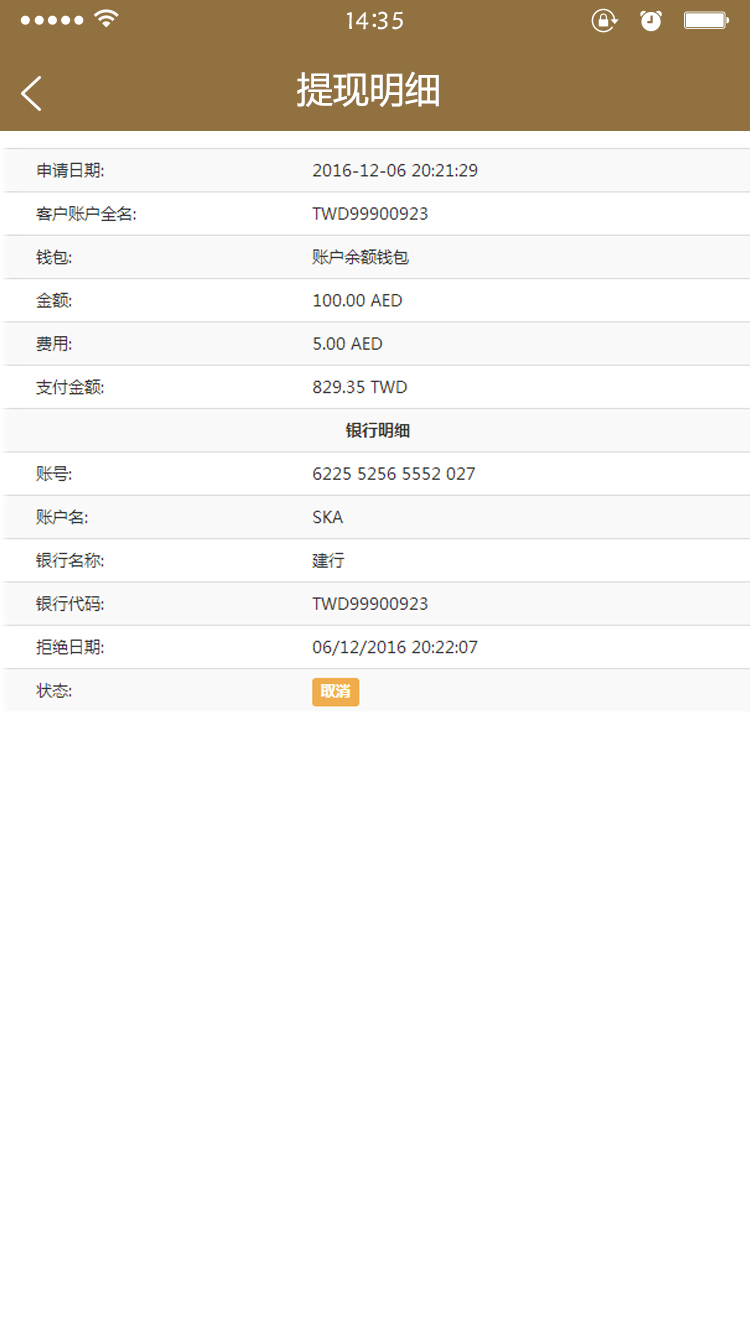 14:35
提现明细
申请日期: 2016-12-06 20:21:29
客户账户全名: TWD99900923
钱包: 账户余额钱包
金额: 100.00 AED
费用: 5.00 AED
支付金额: 829.35 TWD
银行明细
账号: 6225 5256 5552 027
账户名: SKA
银行名称: 建行
银行代码: TWD99900923
拒绝日期: 06/12/2016 20:22:07
状态: 取消